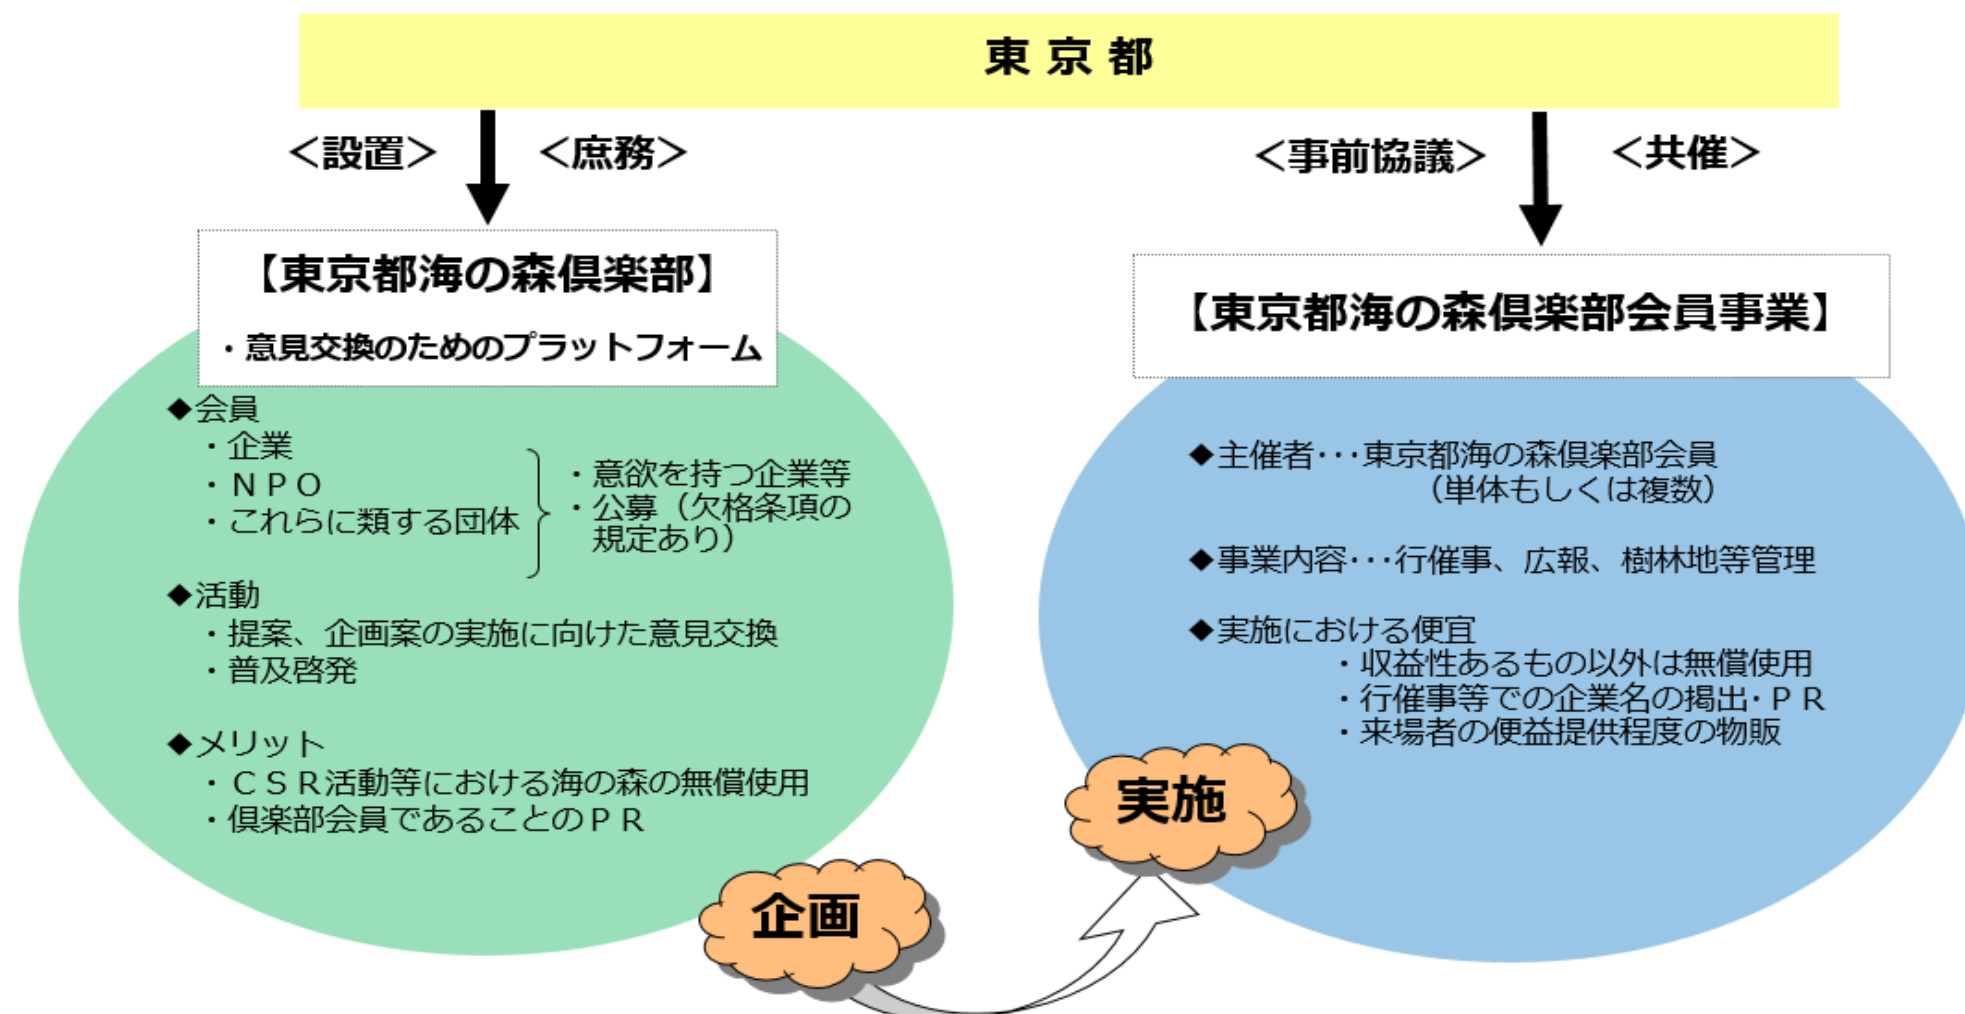 東京都
＜設置＞ ＜庶務＞
＜事前協議＞ ＜共催＞
【東京都海の森倶楽部】
・意見交換のためのプラットフォーム
◆会員
・企業
・ＮＰＯ
・これらに類する団体
・意欲を持つ企業等
・公募（欠格条項の
規定あり）
◆活動
・提案、企画案の実施に向けた意見交換
・普及啓発
◆メリット
・ＣＳＲ活動等における海の森の無償使用
・倶楽部会員であることのＰＲ
企画
【東京都海の森倶楽部会員事業】
◆主催者･･･東京都海の森倶楽部会員
（単体もしくは複数）
◆事業内容･･･行催事、広報、樹林地等管理
◆実施における便宜
・収益性あるもの以外は無償使用
・行催事等での企業名の掲出･ＰＲ
・来場者の便益提供程度の物販
実施